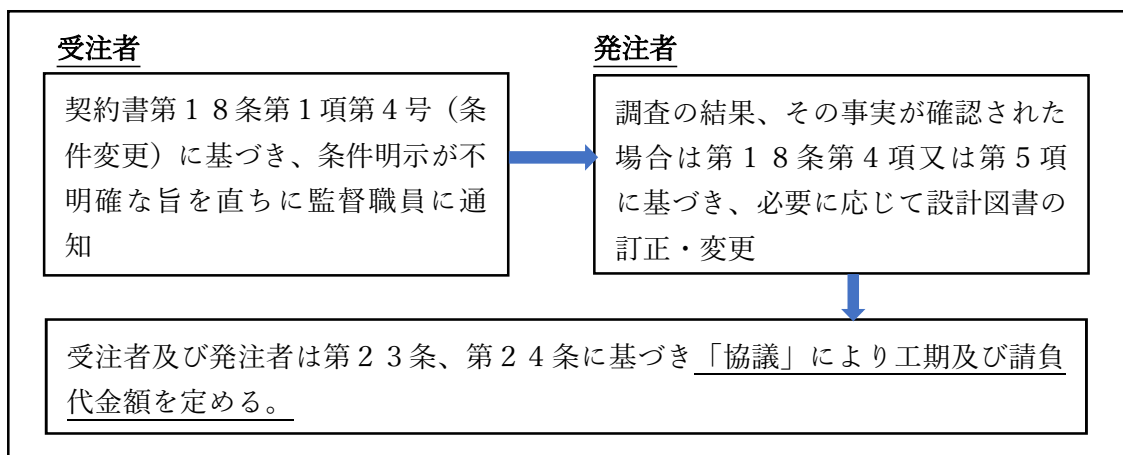 受注者
契約書第１８条第１項第４号（条
件変更）に基づき、条件明示が不
明確な旨を直ちに監督職員に通
知
発注者
調査の結果、その事実が確認された
場合は第１８条第４項又は第５項
に基づき、必要に応じて設計図書の
訂正・変更
受注者及び発注者は第２３条、第２４条に基づき「協議」により工期及び請負
代金額を定める。